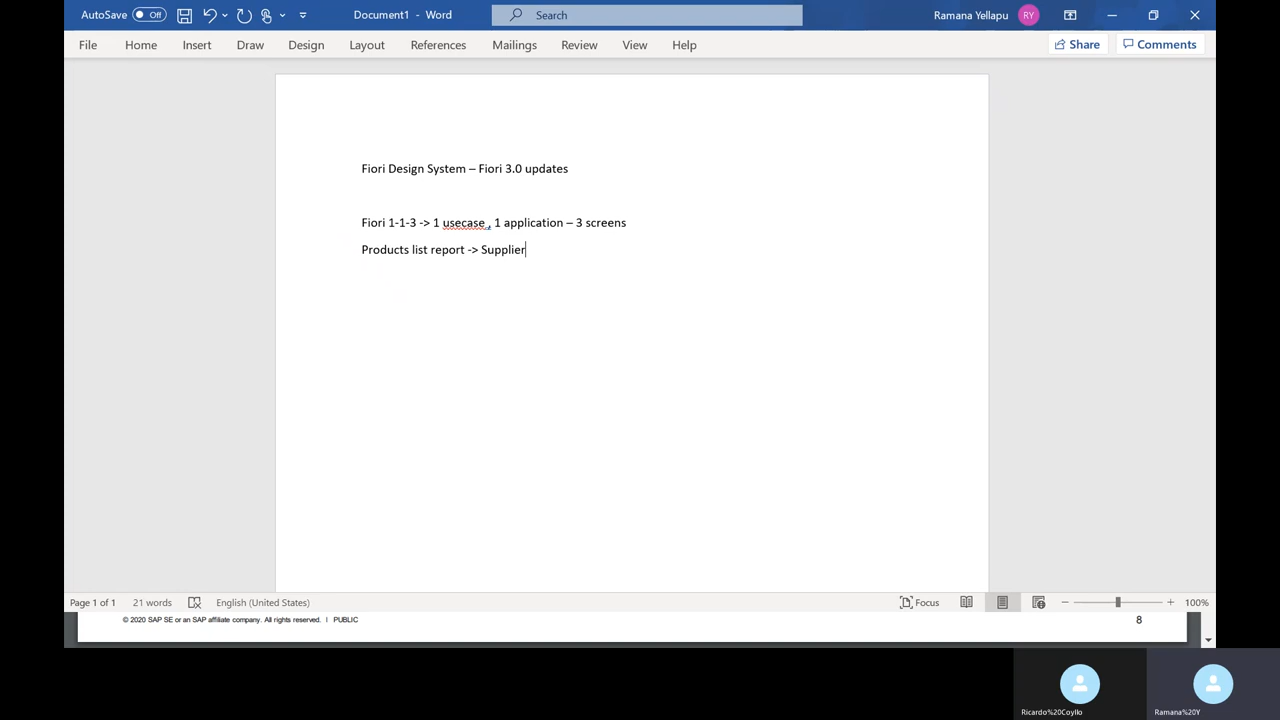 AutoSave Off Document1 - Word Search Ramana Yellapu RY
File Home Insert Draw Design Layout References Mailings Review View Help Share Comments
Fiori Design System – Fiori 3.0 updates
Fiori 1-1-3 -> 1 usecase , 1 application – 3 screens
Products list report -> Supplier
Page 1 of 1 21 words English (United States) Focus 100%
© 2020 SAP SE or an SAP affiliate company. All rights reserved. I PUBLIC 8
Ricardo%20Coyllo Ramana%20Y